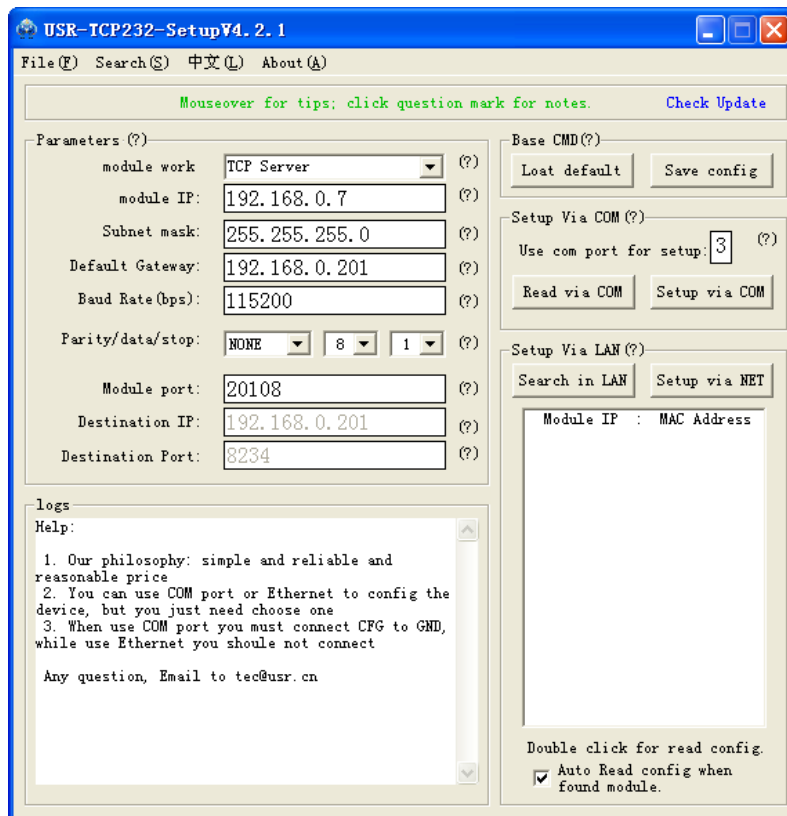 USR-TCP232-SetupV4.2.1
File(F) Search(S) 中文(L) About(A)
Mouseover for tips; click question mark for notes. Check Update
Parameters (?)
module work TCP Server (?)
module IP: 192.168.0.7 (?)
Subnet mask: 255.255.255.0 (?)
Default Gateway: 192.168.0.201 (?)
Baud Rate(bps): 115200 (?)
Parity/data/stop: NONE 8 1 (?)
Module port: 20108 (?)
Destination IP: 192.168.0.201 (?)
Destination Port: 8234 (?)
logs
Help:
1. Our philosophy: simple and reliable and
reasonable price
2. You can use COM port or Ethernet to config the
device, but you just need choose one
3. When use COM port you must connect CFG to GND,
while use Ethernet you shoule not connect
Any question, Email to tec@usr.cn
Base CMD(?)
Loat default Save config
Setup Via COM(?)
Use com port for setup: 3 (?)
Read via COM Setup via COM
Setup Via LAN(?)
Search in LAN Setup via NET
Module IP : MAC Address
Double click for read config.
Auto Read config when
found module.